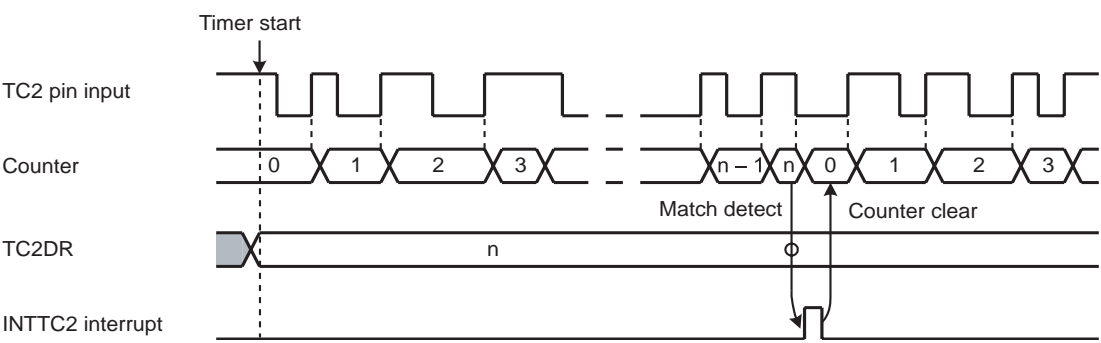 Timer start
TC2 pin input
Counter
0 1 2 3 n – 1 n 0 1 2 3
Match detect
Counter clear
TC2DR
n
INTTC2 interrupt